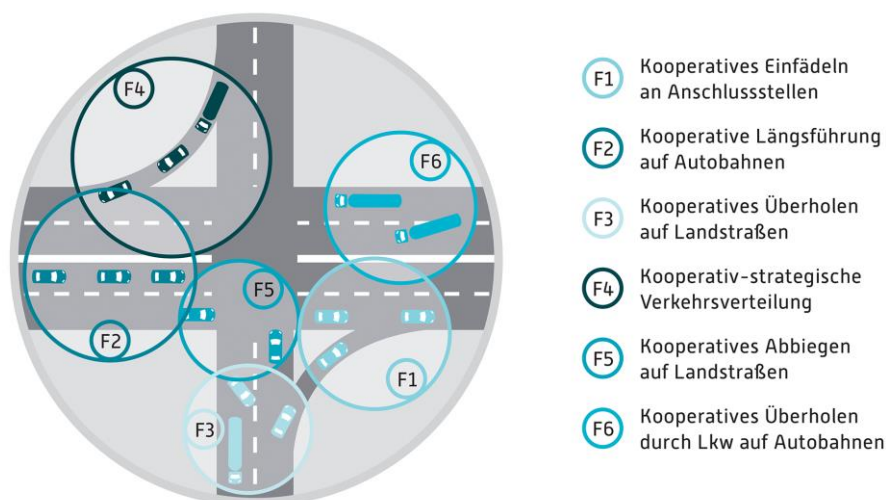 F4
F6
F5
F2
F1
F3
F1 Kooperatives Einfädeln
an Anschlussstellen
F2 Kooperative Längsführung
auf Autobahnen
F3 Kooperatives Überholen
auf Landstraßen
F4 Kooperativ-strategische
Verkehrsverteilung
F5 Kooperatives Abbiegen
auf Landstraßen
F6 Kooperatives Überholen
durch Lkw auf Autobahnen